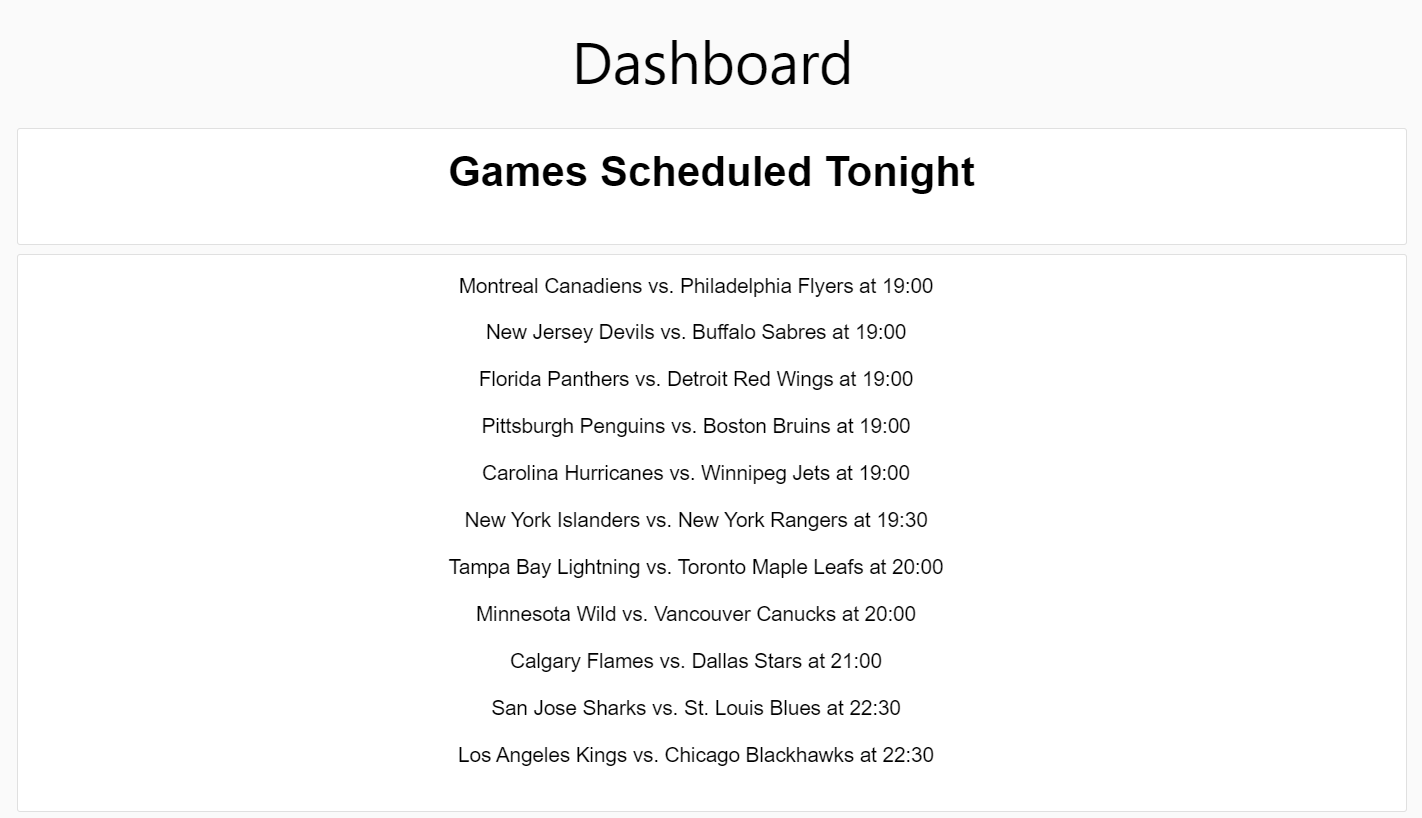 Dashboard
Games Scheduled Tonight
Montreal Canadiens vs. Philadelphia Flyers at 19:00
New Jersey Devils vs. Buffalo Sabres at 19:00
Florida Panthers vs. Detroit Red Wings at 19:00
Pittsburgh Penguins vs. Boston Bruins at 19:00
Carolina Hurricanes vs. Winnipeg Jets at 19:00
New York Islanders vs. New York Rangers at 19:30
Tampa Bay Lightning vs. Toronto Maple Leafs at 20:00
Minnesota Wild vs. Vancouver Canucks at 20:00
Calgary Flames vs. Dallas Stars at 21:00
San Jose Sharks vs. St. Louis Blues at 22:30
Los Angeles Kings vs. Chicago Blackhawks at 22:30